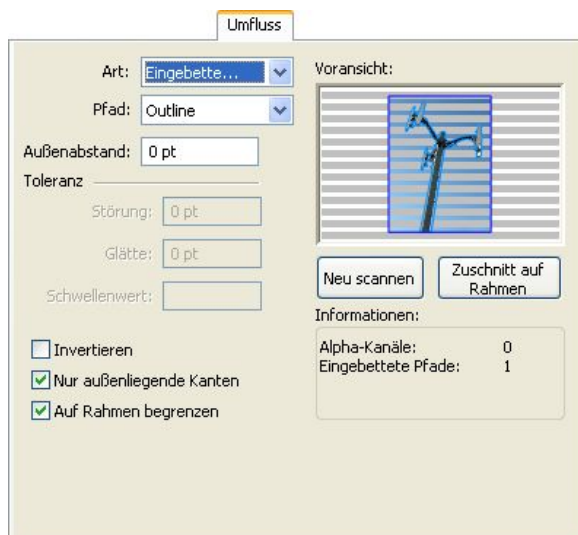 Umfluss
Art: Eingebette...
Pfad: Outline
Außenabstand: 0 pt
Toleranz
Störung: 0 pt
Glätte: 0 pt
Schwellenwert:
Invertieren
Nur außenliegende Kanten
Auf Rahmen begrenzen
Voransicht:
Neu scannen
Zuschnitt auf
Rahmen
Informationen:
Alpha-Kanäle: 0
Eingebettete Pfade: 1